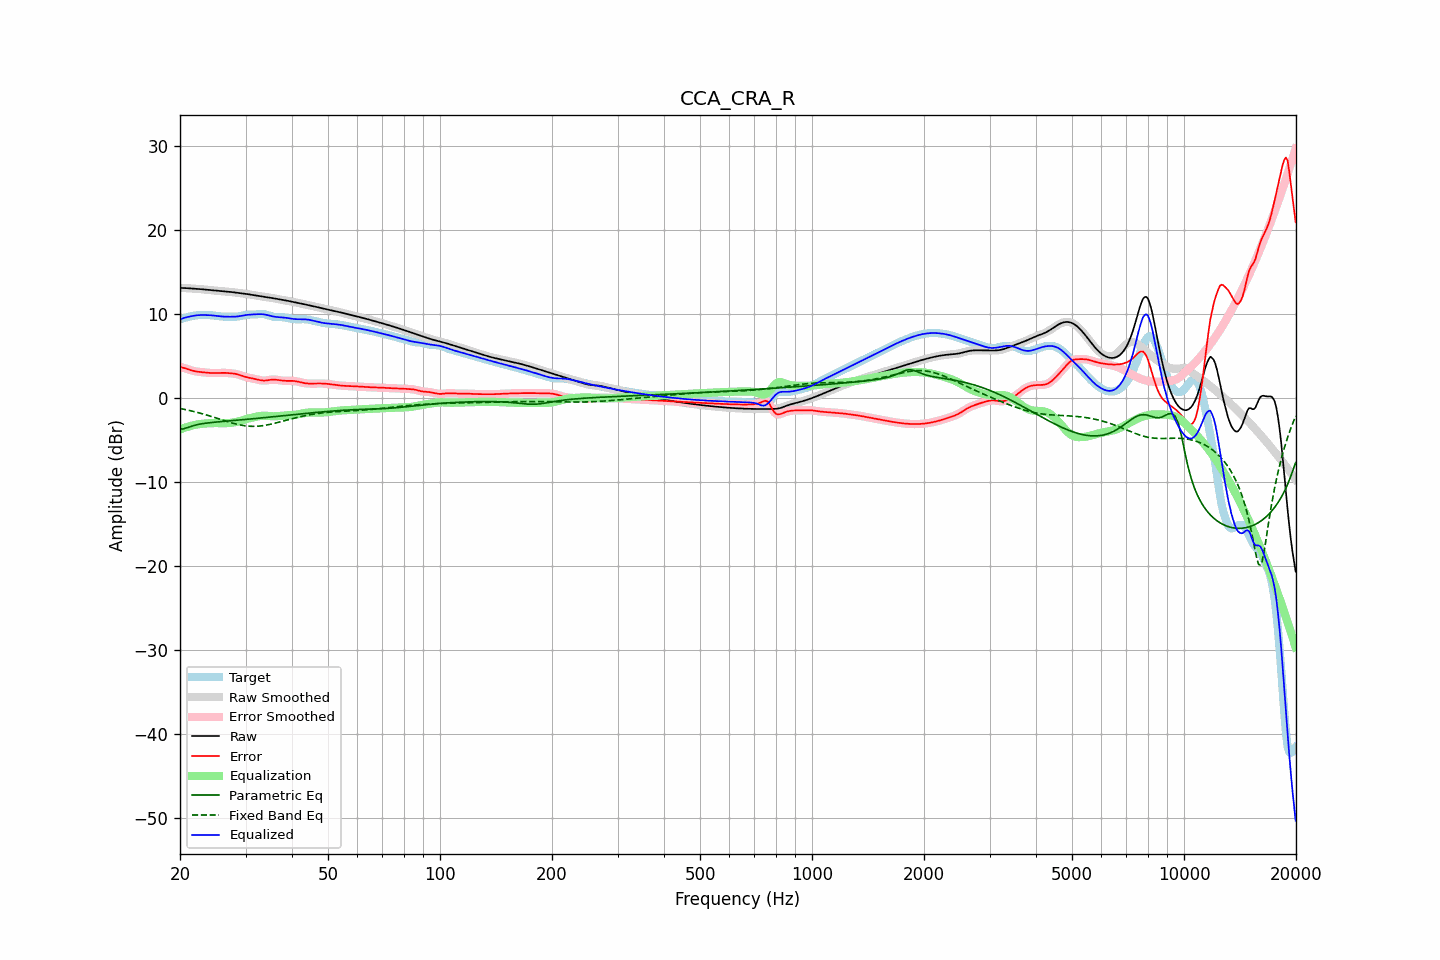 CCA_CRA_R
Amplitude (dBr)
30
20
10
0
−10
−20
−30
−40
−50
Target
Raw Smoothed
Error Smoothed
Raw
Error
Equalization
Parametric Eq
Fixed Band Eq
Equalized
20 50 100 200 500 1000 2000 5000 10000 20000
Frequency (Hz)